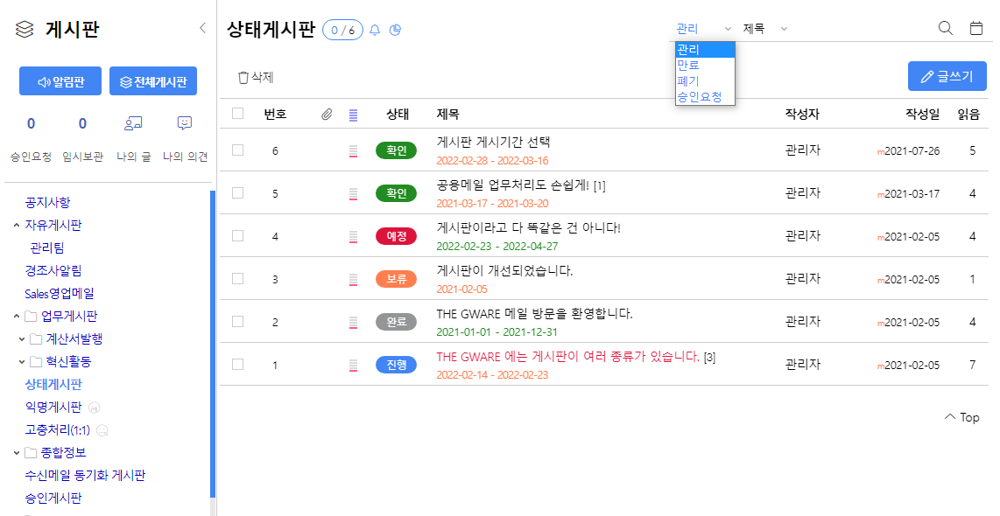 게시판
알림판
전체게시판
0
0
승인요청 임시보관 나의 글 나의 의견
공지사항
자유게시판
관리팀
경조사알림
Sales영업메일
업무게시판
계산서발행
혁신활동
상태게시판
익명게시판
고충처리(1:1)
종합정보
수신메일 동기화 게시판
승인게시판
상태게시판 0 / 6
관리 제목
관리
만료
폐기
승인요청
삭제
글쓰기
번호 상태 제목 작성자 작성일 읽음
6 확인 게시판 게시기간 선택 관리자 m2021-07-26 5
2022-02-28 - 2022-03-16
5 확인 공용메일 업무처리도 손쉽게! [1] 관리자 m2021-03-17 4
2021-03-17 - 2021-03-20
4 예정 게시판이라고 다 똑같은 건 아니다! 관리자 m2021-02-05 4
2022-02-23 - 2022-04-27
3 보류 게시판이 개선되었습니다. 관리자 m2021-02-05 1
2021-02-05
2 완료 THE GWARE 메일 방문을 환영합니다. 관리자 m2021-02-05 4
2021-01-01 - 2021-12-31
1 진행 THE GWARE 에는 게시판이 여러 종류가 있습니다. [3] 관리자 m2021-02-05 7
2022-02-14 - 2022-02-23
Top